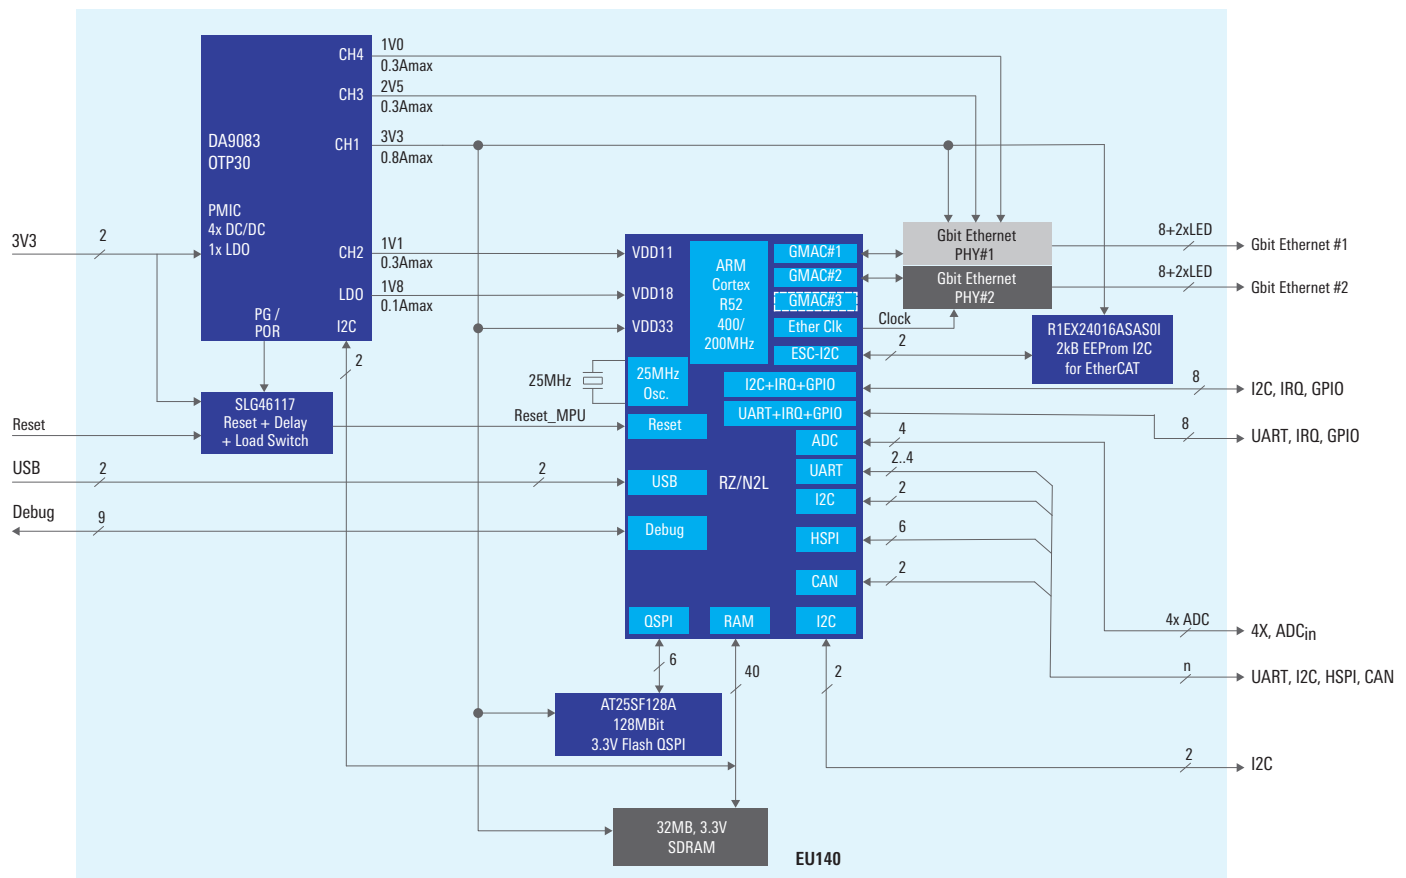 CH4
1V0
0.3Amax
CH3
2V5
0.3Amax
DA9083
OTP30
CH1
3V3
0.8Amax
PMIC
4x DC/DC
1x LDO
3V3
2
CH2
1V1
0.3Amax
LDO
1V8
0.1Amax
PG /
POR
I2C
2
SLG46117
Reset + Delay
+ Load Switch
Reset
Reset_MPU
USB
2
2
Debug
9
25MHz
VDD11
VDD18
VDD33
ARM
Cortex
R52
400/
200MHz
25MHz
Osc.
Reset
USB
Debug
RZ/N2L
GMAC#1
GMAC#2
GMAC#3
Ether Clk
ESC-I2C
I2C+IRQ+GPIO
UART+IRQ+GPIO
ADC
UART
I2C
HSPI
CAN
QSPI
RAM
I2C
Clock
2
4
2..4
2
6
2
Gbit Ethernet
PHY#1
Gbit Ethernet
PHY#2
8+2xLED
Gbit Ethernet #1
8+2xLED
Gbit Ethernet #2
R1EX24016ASAS0I
2kB EEProm I2C
for EtherCAT
8
I2C, IRQ, GPIO
8
UART, IRQ, GPIO
4x ADC
4X, ADCin
n
UART, I2C, HSPI, CAN
2
I2C
6
40
2
AT25SF128A
128MBit
3.3V Flash QSPI
32MB, 3.3V
SDRAM
EU140